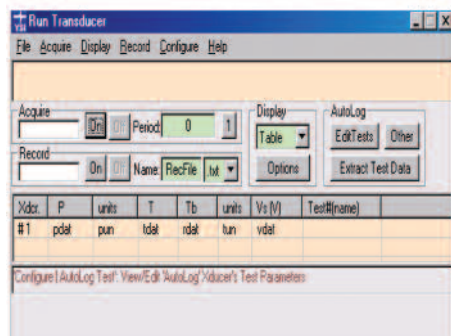 Run Transducer
File Acquire Display Record Configure Help
Acquire
On Off Period: 0 1
Record
On Off Name: RecFile .txt
Display
Table
Options
AutoLog
EditTests Other
Extract Test Data
Xdcr. P units T Tb units Vs (V) Test#(name)
#1 pdat pun tdat rdat tun vdat
'Configure | AutoLog Test': View/Edit 'AutoLog' Xducer's Test Parameters